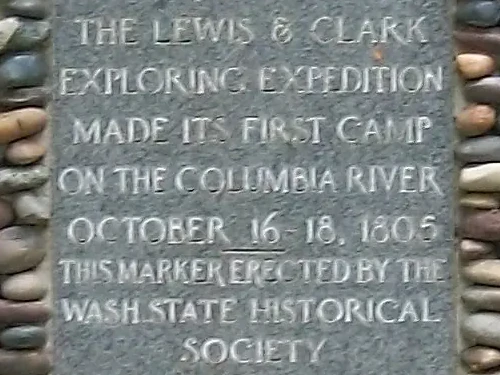 THE LEWIS & CLARK
EXPLORING EXPEDITION
MADE ITS FIRST CAMP
ON THE COLUMBIA RIVER
OCTOBER 16-18, 1805
THIS MARKER ERECTED BY THE
WASH. STATE HISTORICAL
SOCIETY